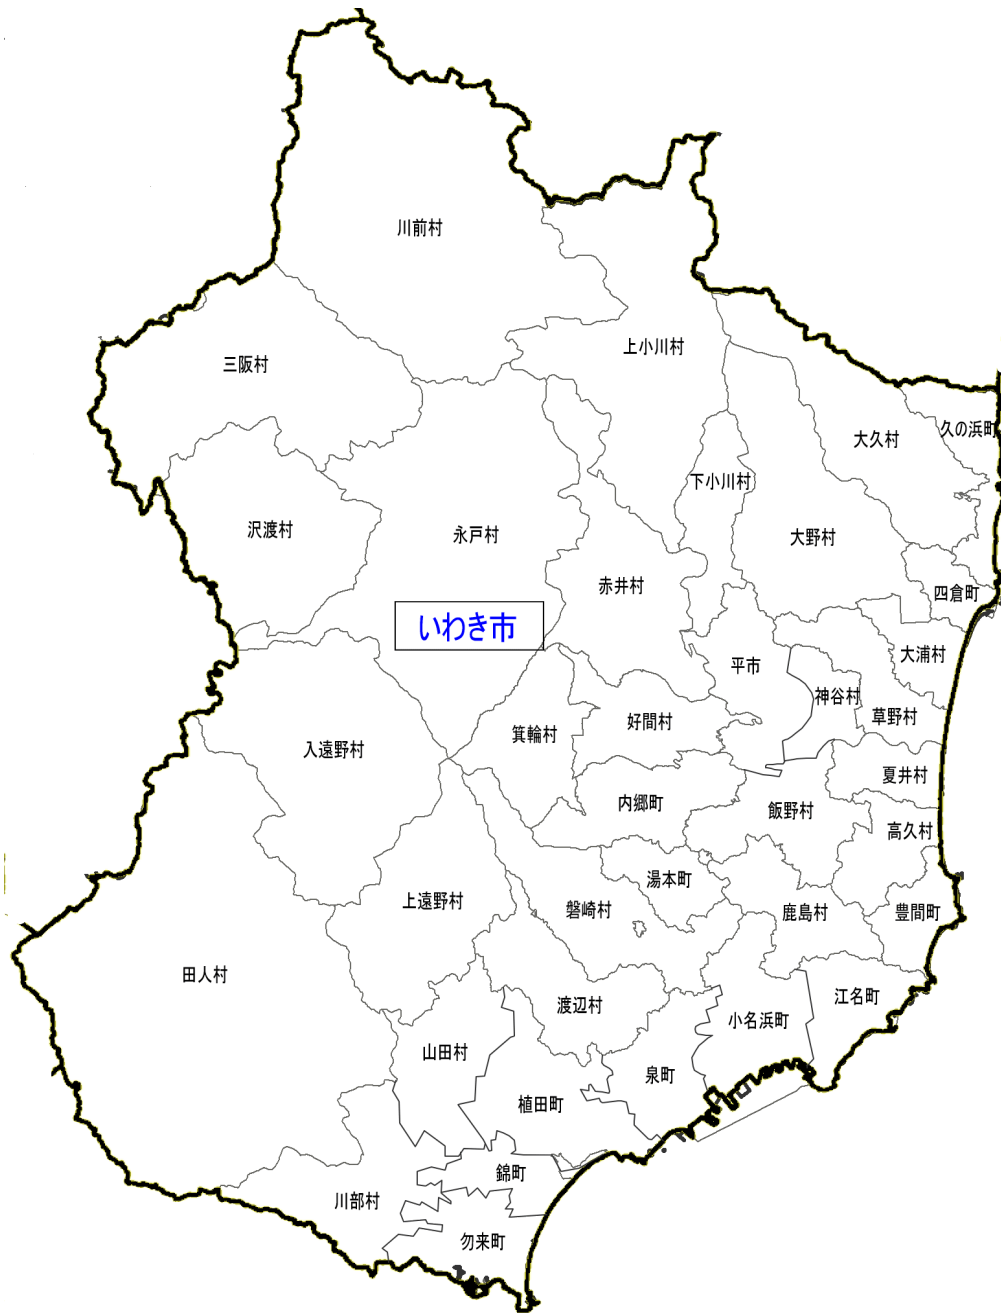 川前村
上小川村
三阪村
大久村
久の浜町
下小川村
沢渡村
永戸村
大野村
赤井村
四倉町
いわき市
大浦村
平市
神谷村
草野村
好間村
箕輪村
入遠野村
夏井村
内郷町
飯野村
高久村
湯本町
上遠野村
磐崎村
鹿島村
豊間町
田人村
江名町
渡辺村
小名浜町
山田村
泉町
植田町
錦町
川部村
勿来町